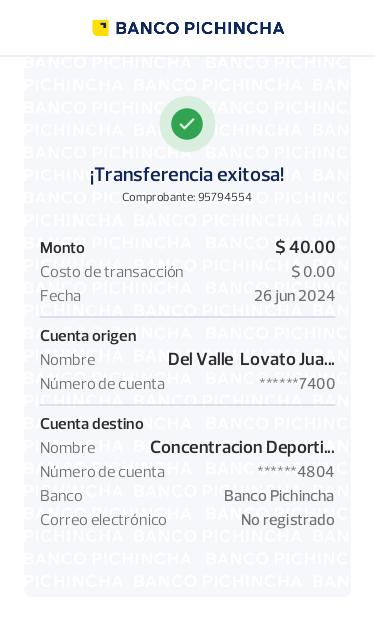 BANCO PICHINCHA
¡Transferencia exitosa!
Comprobante: 95794554
Monto $ 40.00
Costo de transacción $ 0.00
Fecha 26 jun 2024
Cuenta origen
Nombre Del Valle Lovato Jua...
Número de cuenta ******7400
Cuenta destino
Nombre Concentracion Deporti...
Número de cuenta ******4804
Banco Banco Pichincha
Correo electrónico No registrado